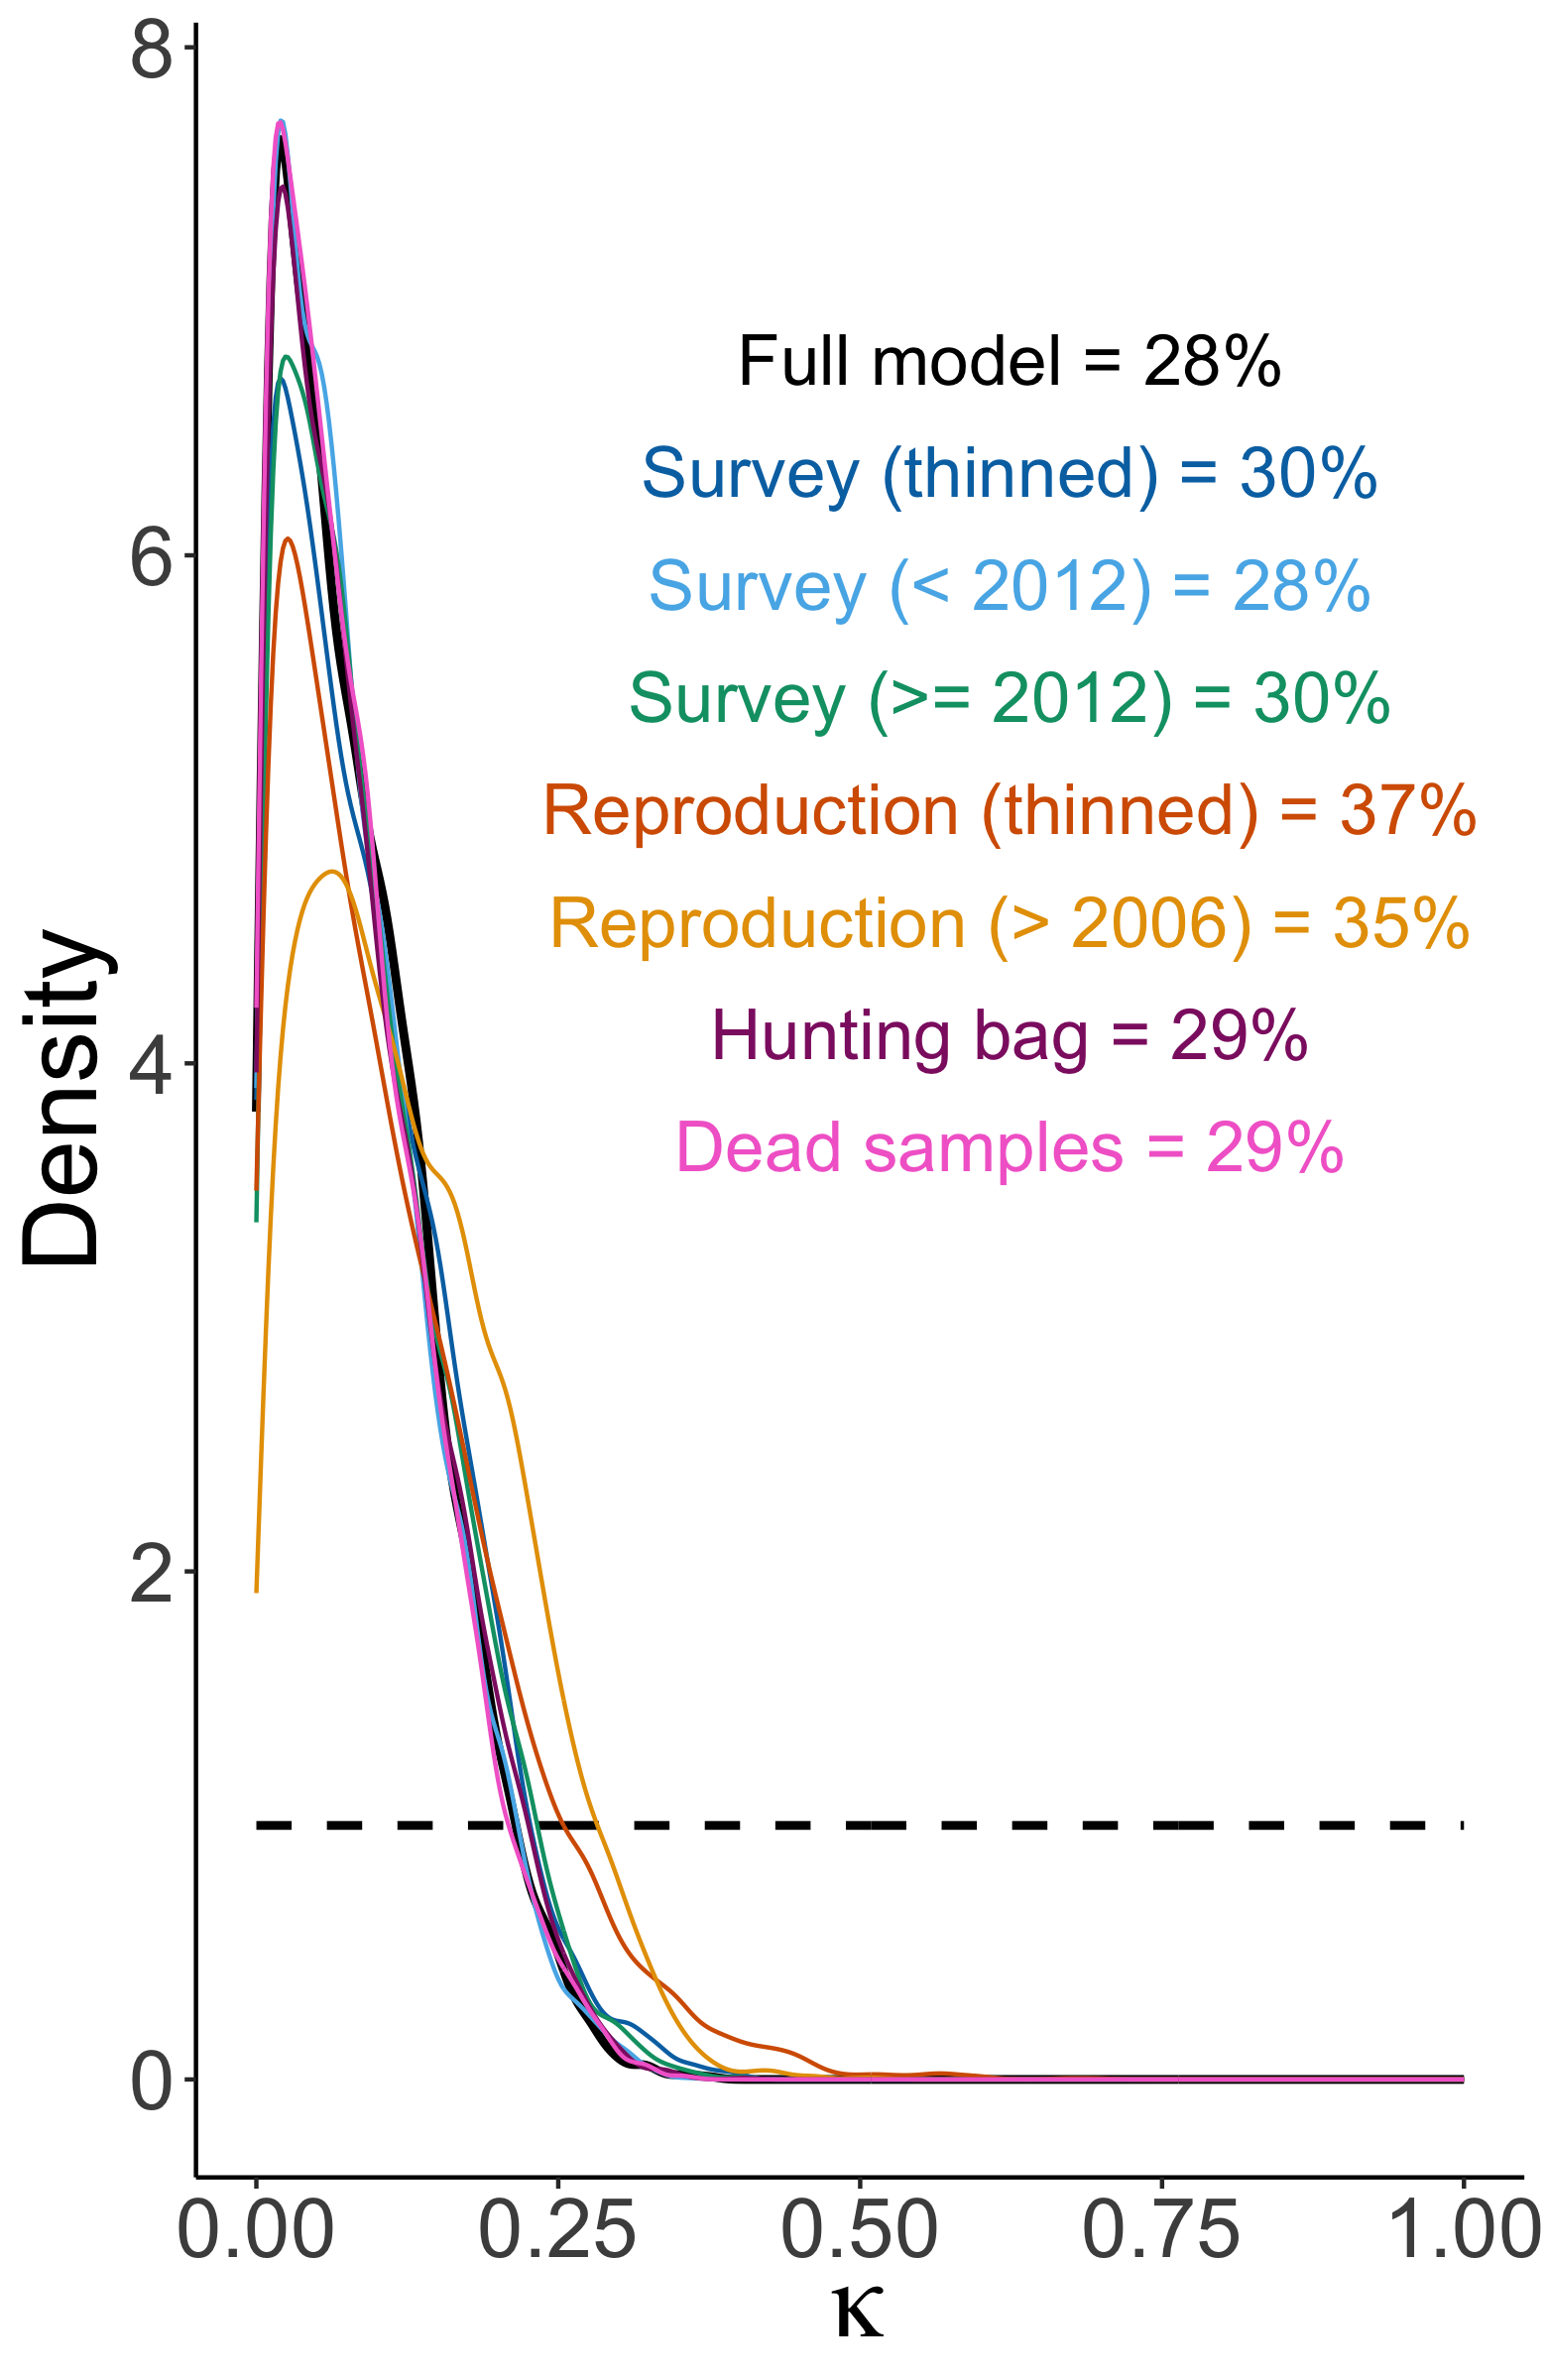 8
6
4
2
0
Density
Full model = 28%
Survey (thinned) = 30%
Survey (< 2012) = 28%
Survey (>= 2012) = 30%
Reproduction (thinned) = 37%
Reproduction (> 2006) = 35%
Hunting bag = 29%
Dead samples = 29%
0.00 0.25 0.50 0.75 1.00
κ